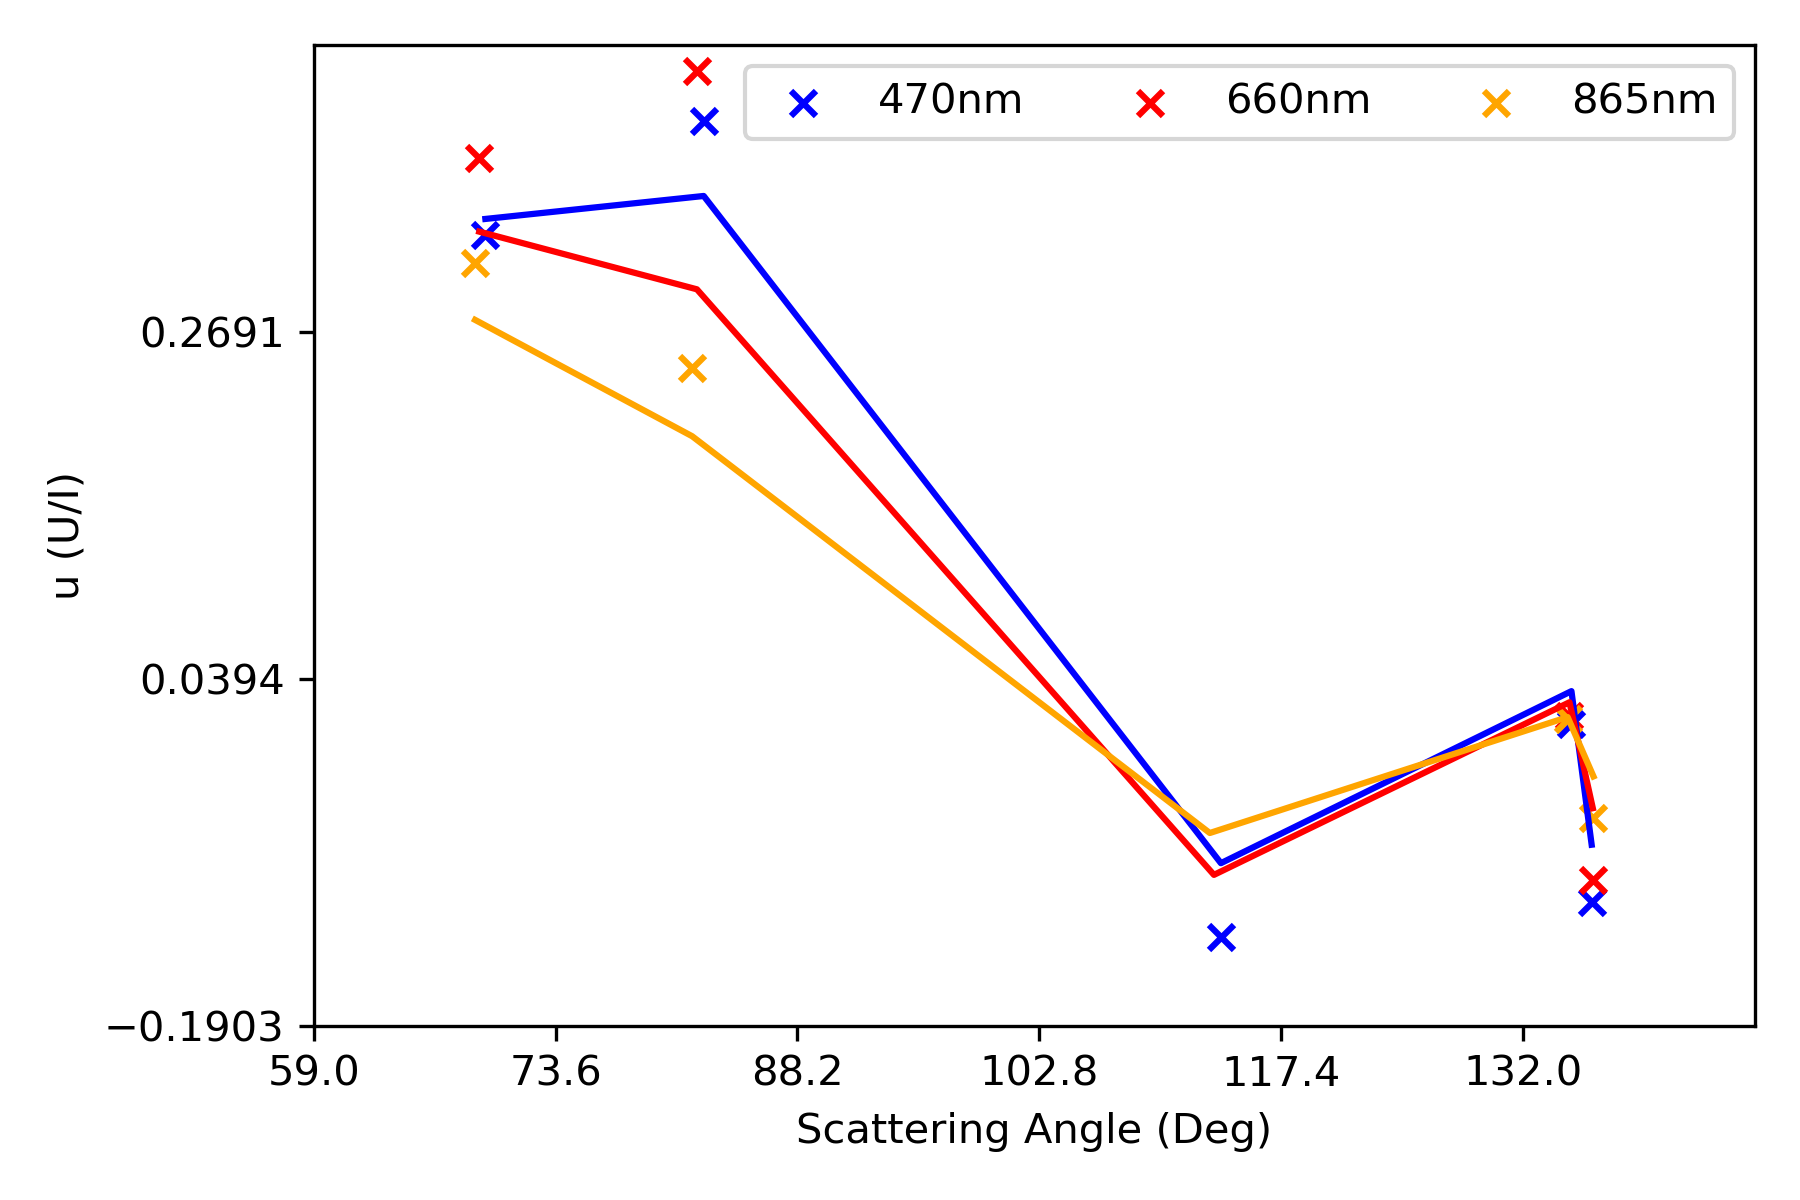 470nm 660nm 865nm
0.2691
0.0394
−0.1903
u (U/I)
59.0 73.6 88.2 102.8 117.4 132.0
Scattering Angle (Deg)